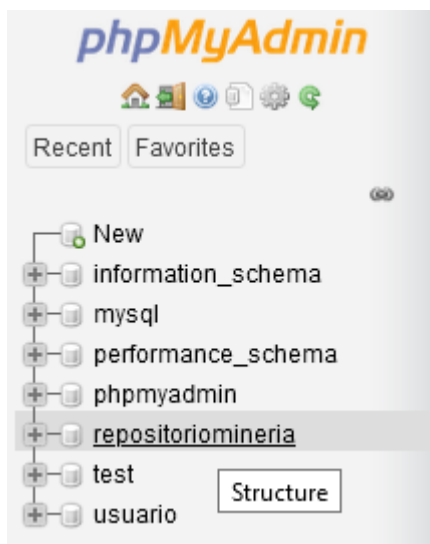 phpMyAdmin
Recent Favorites
New
information_schema
mysql
performance_schema
phpmyadmin
repositoriomineria
test
Structure
usuario